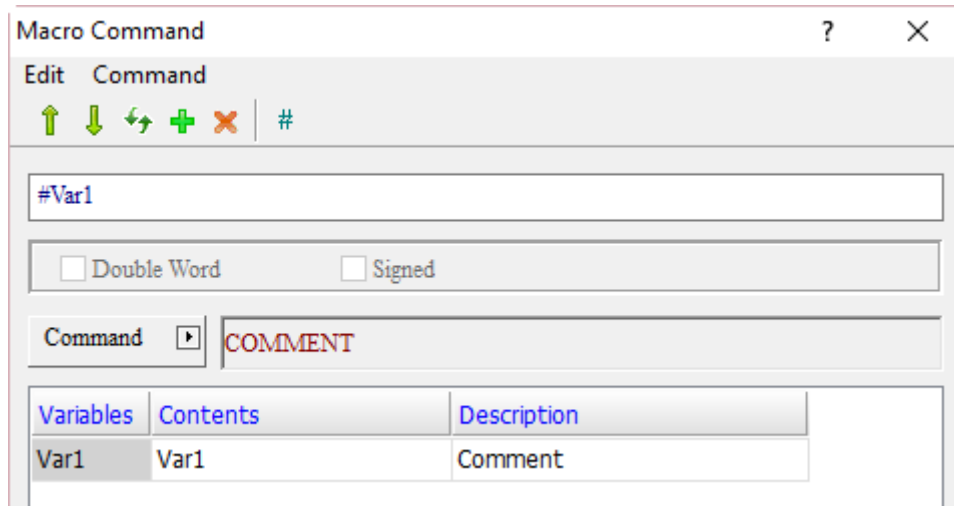 Macro Command ?
Edit Command
#
#Var1
Double Word Signed
Command COMMENT
Variables Contents Description
Var1 Var1 Comment